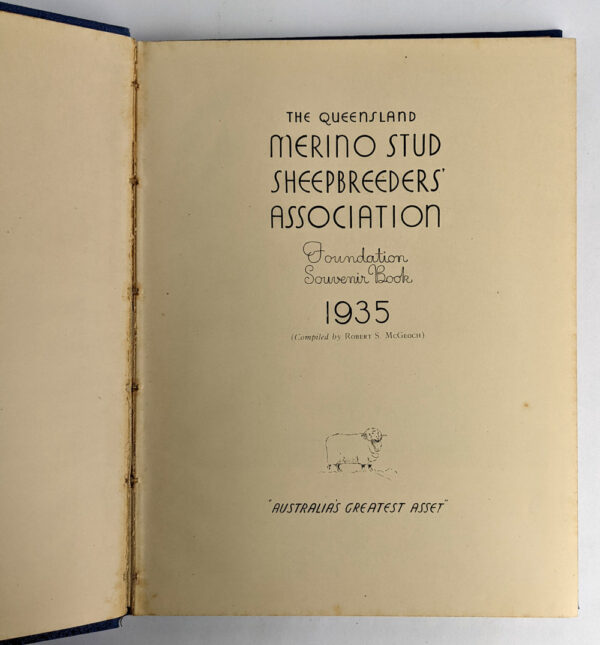 THE QUEENSLAND
MERINO STUD
SHEEPBREEDERS'
ASSOCIATION
Foundation
Souvenir Book
1935
(Compiled by ROBERT S. MCGEOCH)
"AUSTRALIA'S GREATEST ASSET"